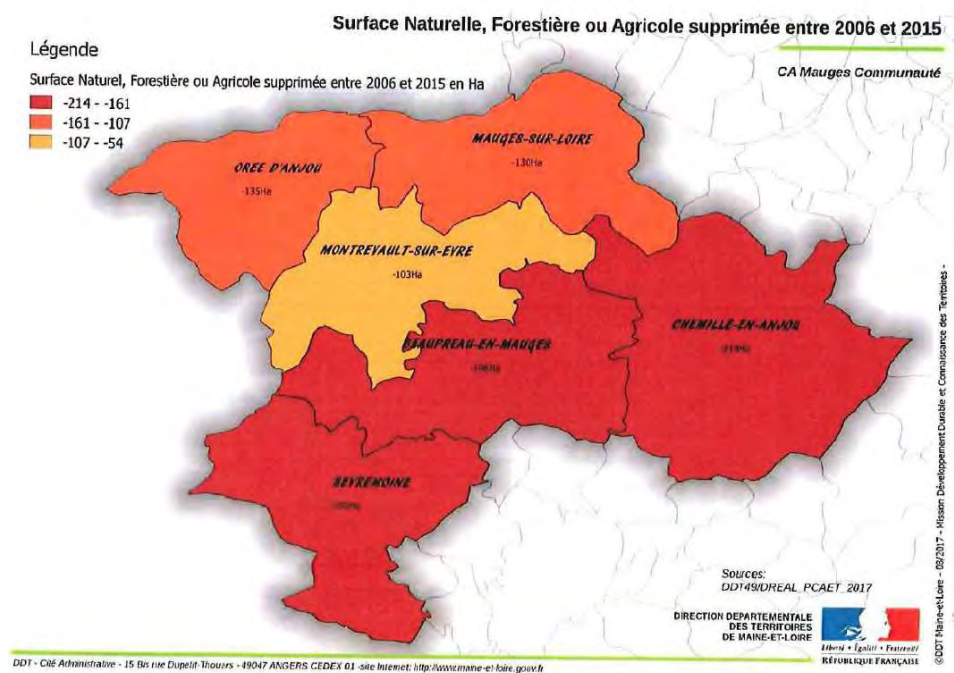 Surface Naturelle, Forestière ou Agricole supprimée entre 2006 et 2015
CA Mauges Communauté
Légende
Surface Naturel, Forestière ou Agricole supprimée entre 2006 et 2015 en Ha
-214 - -161
-161 - -107
-107 - -54
MAUGES-SUR-LOIRE
-130Ha
OREE D'ANJOU
-135Ha
MONTREVAULT-SUR-EVRE
-103Ha
CHEMILLE-EN-ANJOU
-214Ha
BEAUPREAU-EN-MAUGES
SEVREMOINE
Sources:
DDT49/DREAL_PCAET_2017
DIRECTION DEPARTEMENTALE
DES TERRITOIRES
DE MAINE-ET-LOIRE
Liberté • Égalité • Fraternité
RÉPUBLIQUE FRANÇAISE
©DDT Maine-et-Loire - 08/2017 - Mission Développement Durable et Connaissance des Territoires -
DDT - Cité Administrative - 15 Bis rue Dupetit-Thouars - 49047 ANGERS CEDEX 01 -site Internet: http://www.maine-et-loire.gouv.fr